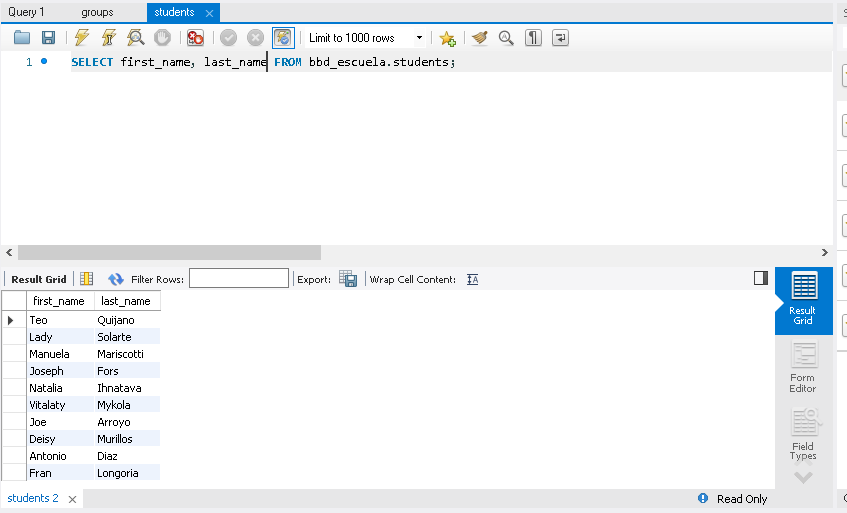 Query 1 groups students
Limit to 1000 rows
1 SELECT first_name, last_name FROM bbd_escuela.students;
Result Grid Filter Rows: Export: Wrap Cell Content:
first_name last_name
Teo Quijano
Lady Solarte
Manuela Mariscotti
Joseph Fors
Natalia Ihnatava
Vitalaty Mykola
Joe Arroyo
Deisy Murillos
Antonio Diaz
Fran Longoria
Result
Grid
Form
Editor
Field
Types
students 2 Read Only